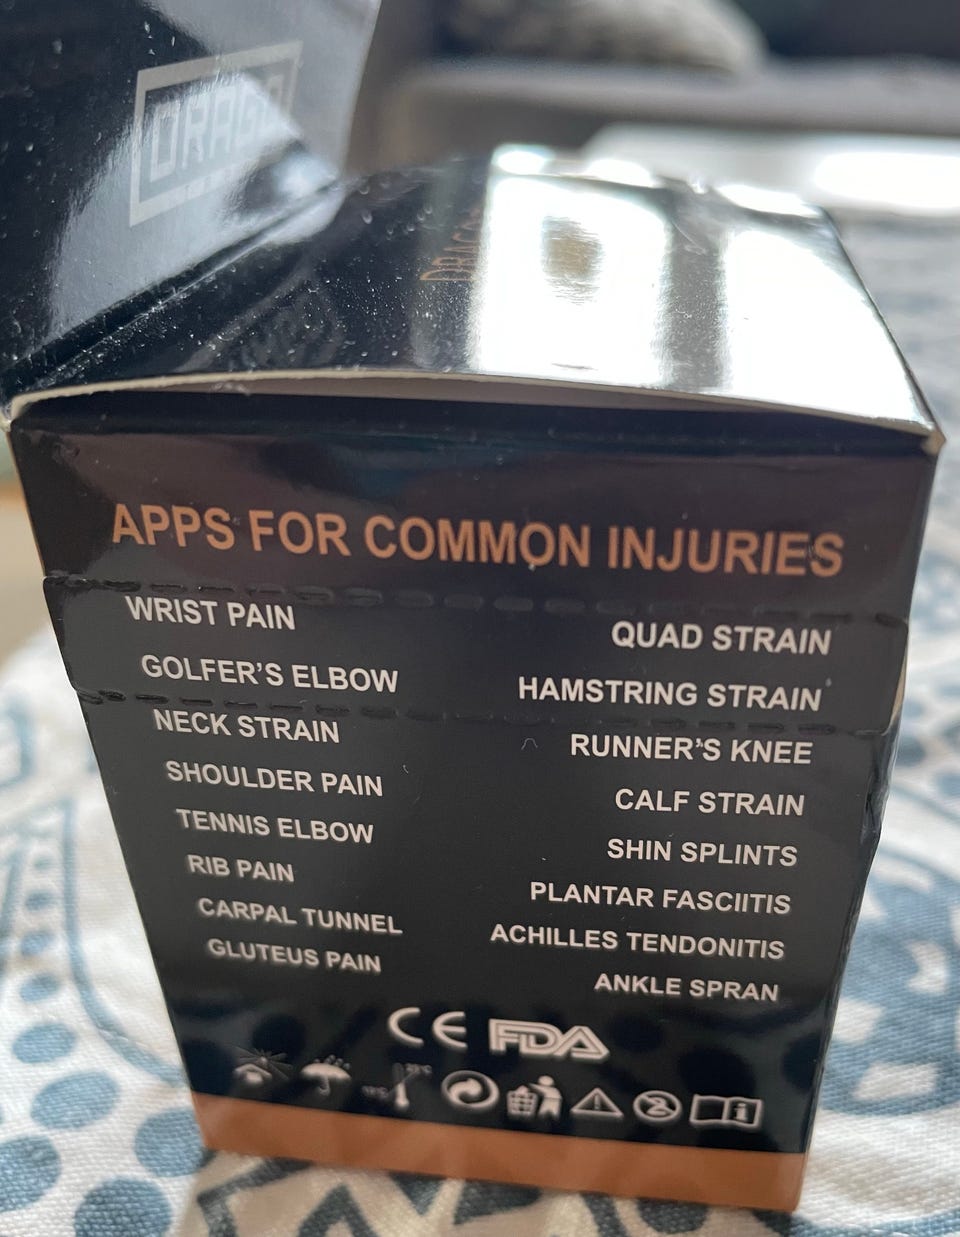 DRAGO
DRAGO
APPS FOR COMMON INJURIES
WRIST PAIN
GOLFER'S ELBOW
NECK STRAIN
SHOULDER PAIN
TENNIS ELBOW
RIB PAIN
CARPAL TUNNEL
GLUTEUS PAIN
QUAD STRAIN
HAMSTRING STRAIN
RUNNER'S KNEE
CALF STRAIN
SHIN SPLINTS
PLANTAR FASCIITIS
ACHILLES TENDONITIS
ANKLE SPRAN
CE FDA